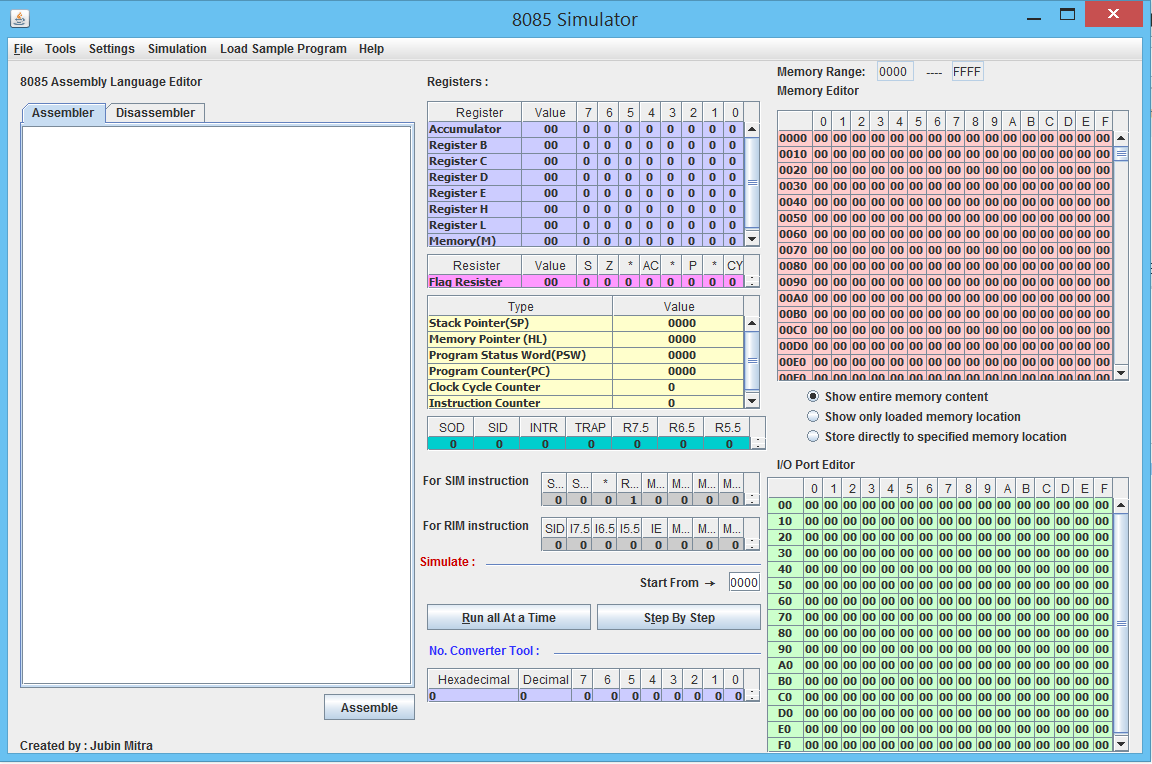 8085 Simulator
File Tools Settings Simulation Load Sample Program Help
8085 Assembly Language Editor
Assembler Disassembler
Assemble
Created by : Jubin Mitra
Registers :
Register Value 7 6 5 4 3 2 1 0
Accumulator 00 0 0 0 0 0 0 0 0
Register B 00 0 0 0 0 0 0 0 0
Register C 00 0 0 0 0 0 0 0 0
Register D 00 0 0 0 0 0 0 0 0
Register E 00 0 0 0 0 0 0 0 0
Register H 00 0 0 0 0 0 0 0 0
Register L 00 0 0 0 0 0 0 0 0
Memory(M) 00 0 0 0 0 0 0 0 0
Resister Value S Z * AC * P * CY
Flag Resister 00 0 0 0 0 0 0 0 0
Type Value
Stack Pointer(SP) 0000
Memory Pointer (HL) 0000
Program Status Word(PSW) 0000
Program Counter(PC) 0000
Clock Cycle Counter 0
Instruction Counter 0
SOD SID INTR TRAP R7.5 R6.5 R5.5
0 0 0 0 0 0 0
For SIM instruction
S... S... * R... M... M... M... M...
0 0 0 1 0 0 0 0
For RIM instruction
SID I7.5 I6.5 I5.5 IE M... M... M...
0 0 0 0 0 0 0 0
Simulate :
Start From → 0000
Run all At a Time Step By Step
No. Converter Tool :
Hexadecimal Decimal 7 6 5 4 3 2 1 0
0 0 0 0 0 0 0 0 0 0
Memory Range: 0000 ---- FFFF
Memory Editor
0 1 2 3 4 5 6 7 8 9 A B C D E F
0000 00 00 00 00 00 00 00 00 00 00 00 00 00 00 00 00
0010 00 00 00 00 00 00 00 00 00 00 00 00 00 00 00 00
0020 00 00 00 00 00 00 00 00 00 00 00 00 00 00 00 00
0030 00 00 00 00 00 00 00 00 00 00 00 00 00 00 00 00
0040 00 00 00 00 00 00 00 00 00 00 00 00 00 00 00 00
0050 00 00 00 00 00 00 00 00 00 00 00 00 00 00 00 00
0060 00 00 00 00 00 00 00 00 00 00 00 00 00 00 00 00
0070 00 00 00 00 00 00 00 00 00 00 00 00 00 00 00 00
0080 00 00 00 00 00 00 00 00 00 00 00 00 00 00 00 00
0090 00 00 00 00 00 00 00 00 00 00 00 00 00 00 00 00
00A0 00 00 00 00 00 00 00 00 00 00 00 00 00 00 00 00
00B0 00 00 00 00 00 00 00 00 00 00 00 00 00 00 00 00
00C0 00 00 00 00 00 00 00 00 00 00 00 00 00 00 00 00
00D0 00 00 00 00 00 00 00 00 00 00 00 00 00 00 00 00
00E0 00 00 00 00 00 00 00 00 00 00 00 00 00 00 00 00
00F0 00 00 00 00 00 00 00 00 00 00 00 00 00 00 00 00
Show entire memory content
Show only loaded memory location
Store directly to specified memory location
I/O Port Editor
0 1 2 3 4 5 6 7 8 9 A B C D E F
00 00 00 00 00 00 00 00 00 00 00 00 00 00 00 00 00
10 00 00 00 00 00 00 00 00 00 00 00 00 00 00 00 00
20 00 00 00 00 00 00 00 00 00 00 00 00 00 00 00 00
30 00 00 00 00 00 00 00 00 00 00 00 00 00 00 00 00
40 00 00 00 00 00 00 00 00 00 00 00 00 00 00 00 00
50 00 00 00 00 00 00 00 00 00 00 00 00 00 00 00 00
60 00 00 00 00 00 00 00 00 00 00 00 00 00 00 00 00
70 00 00 00 00 00 00 00 00 00 00 00 00 00 00 00 00
80 00 00 00 00 00 00 00 00 00 00 00 00 00 00 00 00
90 00 00 00 00 00 00 00 00 00 00 00 00 00 00 00 00
A0 00 00 00 00 00 00 00 00 00 00 00 00 00 00 00 00
B0 00 00 00 00 00 00 00 00 00 00 00 00 00 00 00 00
C0 00 00 00 00 00 00 00 00 00 00 00 00 00 00 00 00
D0 00 00 00 00 00 00 00 00 00 00 00 00 00 00 00 00
E0 00 00 00 00 00 00 00 00 00 00 00 00 00 00 00 00
F0 00 00 00 00 00 00 00 00 00 00 00 00 00 00 00 00